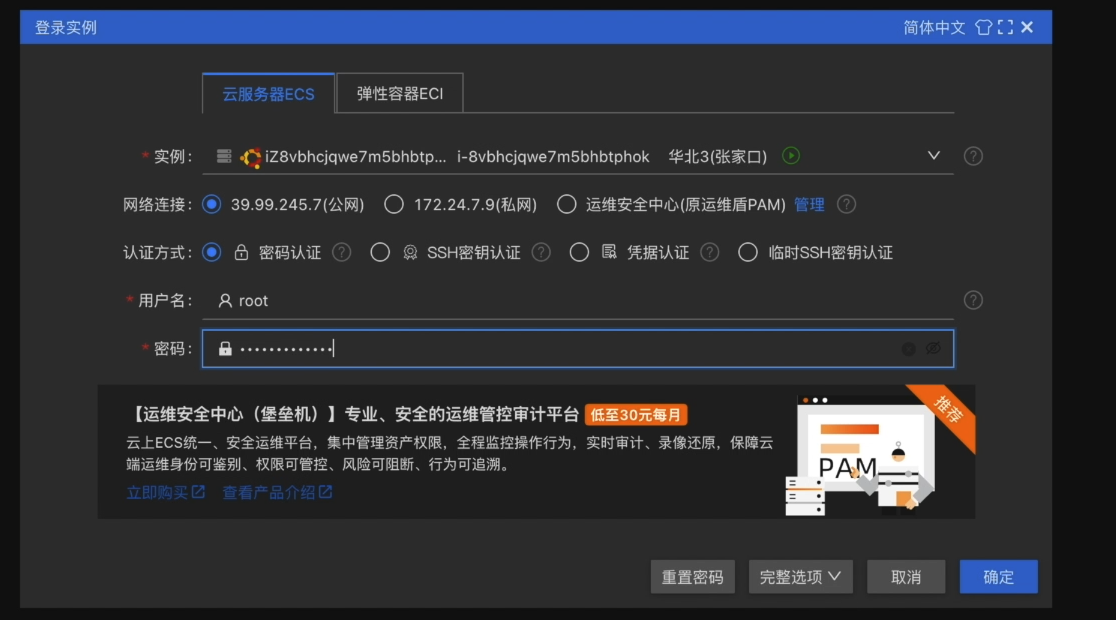 登录实例
简体中文
云服务器ECS 弹性容器ECI
* 实例: iZ8vbhcjqwe7m5bhbtp... i-8vbhcjqwe7m5bhbtphok 华北3(张家口)
网络连接: 39.99.245.7(公网) 172.24.7.9(私网) 运维安全中心(原运维盾PAM) 管理
认证方式: 密码认证 SSH密钥认证 凭据认证 临时SSH密钥认证
* 用户名: root
* 密码: •••••••••••••
【运维安全中心（堡垒机）】专业、安全的运维管控审计平台 低至30元每月
推荐
云上ECS统一、安全运维平台，集中管理资产权限，全程监控操作行为，实时审计、录像还原，保障云
端运维身份可鉴别、权限可管控、风险可阻断、行为可追溯。
PAM
立即购买 查看产品介绍
重置密码 完整选项 取消 确定